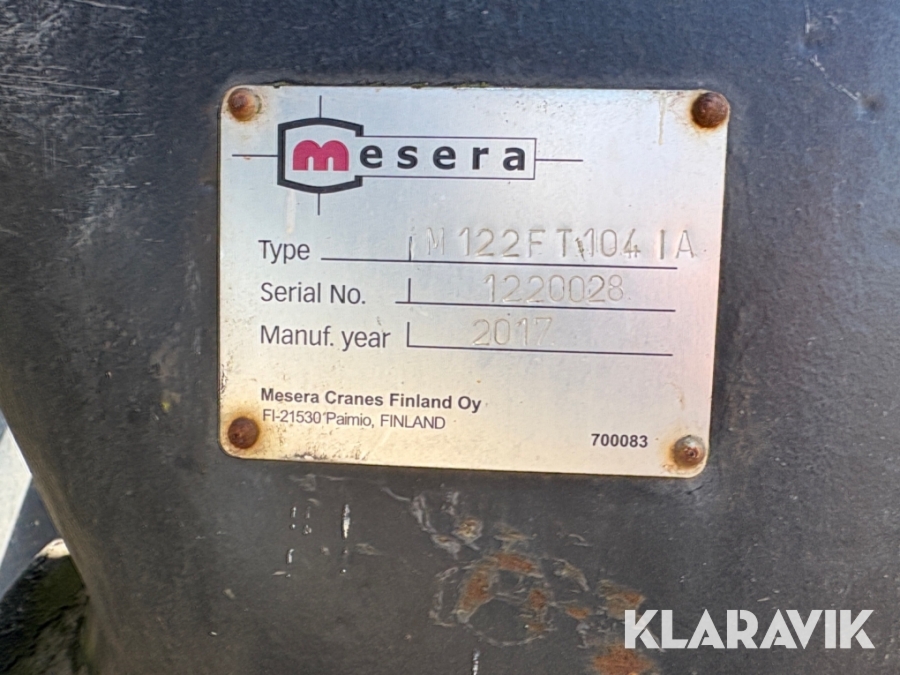 mesera
Type M122FT104IA
Serial No. 1220028
Manuf. year 2017
Mesera Cranes Finland Oy
FI-21530 Paimio, FINLAND
700083
KLARAVIK